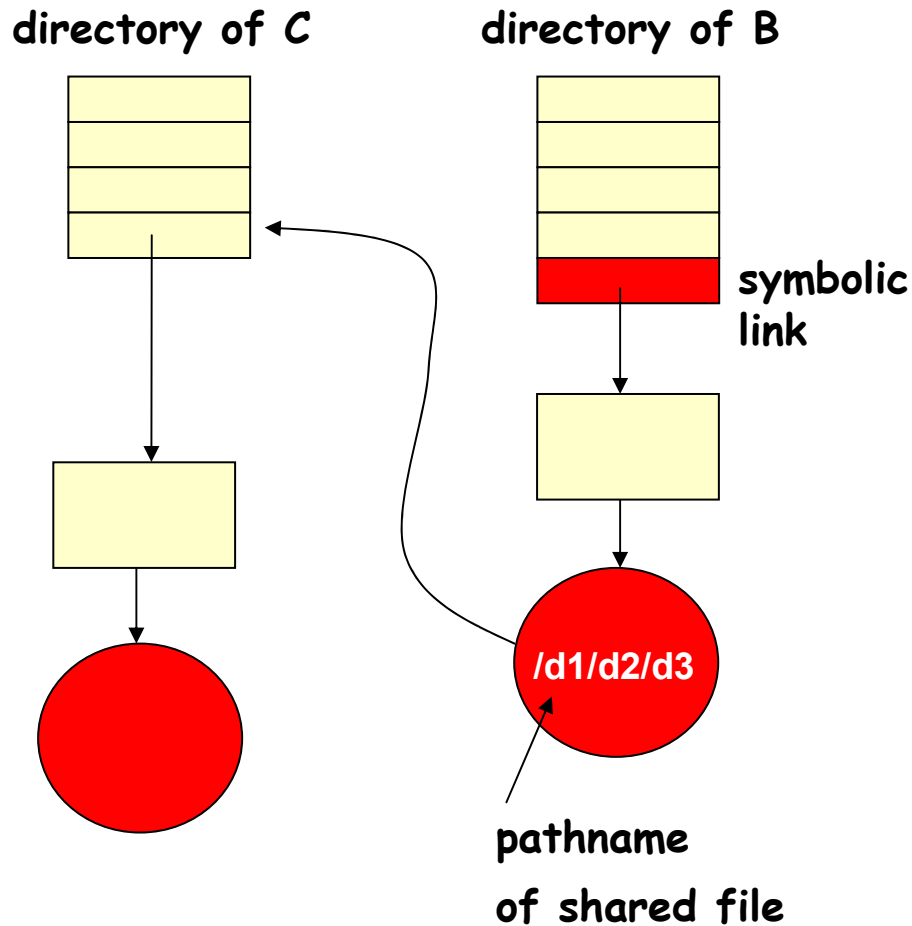 directory of C
directory of B
symbolic
link
/d1/d2/d3
pathname
of shared file